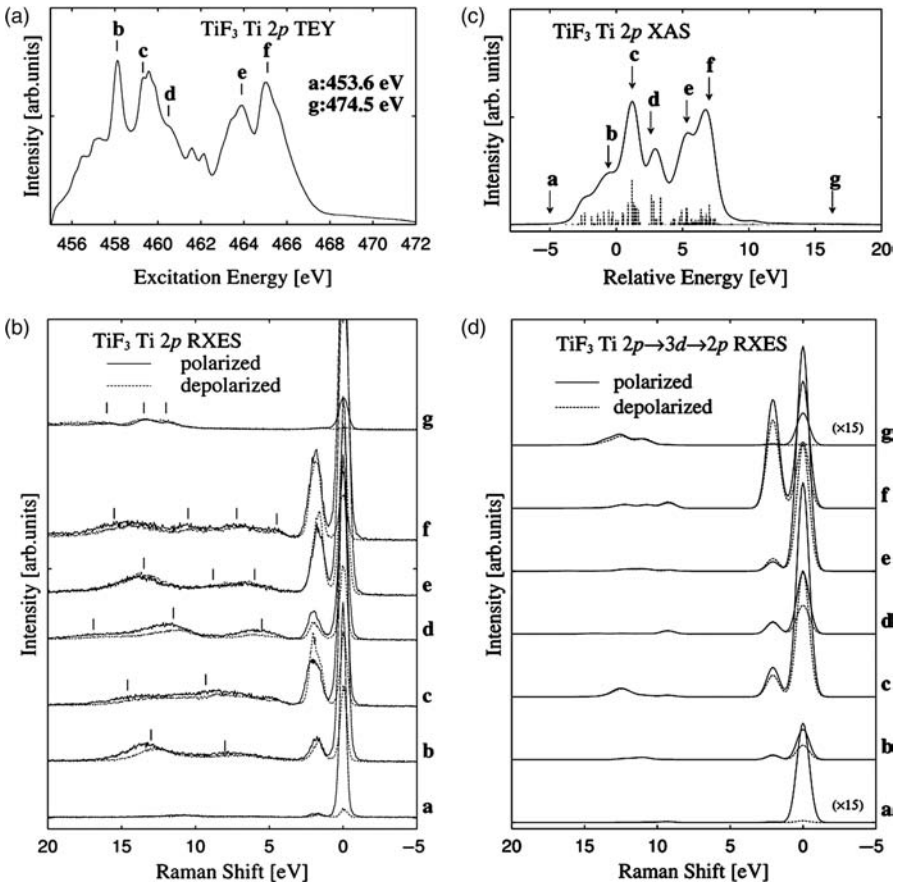 (a)
TiF3 Ti 2p TEY
b
c
d
e
f
a:453.6 eV
g:474.5 eV
Intensity [arb.units]
456 458 460 462 464 466 468 470 472
Excitation Energy [eV]
(c)
TiF3 Ti 2p XAS
a
b
c
d
e
f
g
Intensity [arb. units]
−5 0 5 10 15 20
Relative Energy [eV]
(b)
TiF3 Ti 2p RXES
polarized
depolarized
g
f
e
d
c
b
a
Intensity [arb.units]
20 15 10 5 0 −5
Raman Shift [eV]
(d)
TiF3 Ti 2p→3d→2p RXES
polarized
depolarized
(×15) g
f
e
d
c
b
(×15) a
Intensity [arb.units]
20 15 10 5 0 −5
Raman Shift [eV]